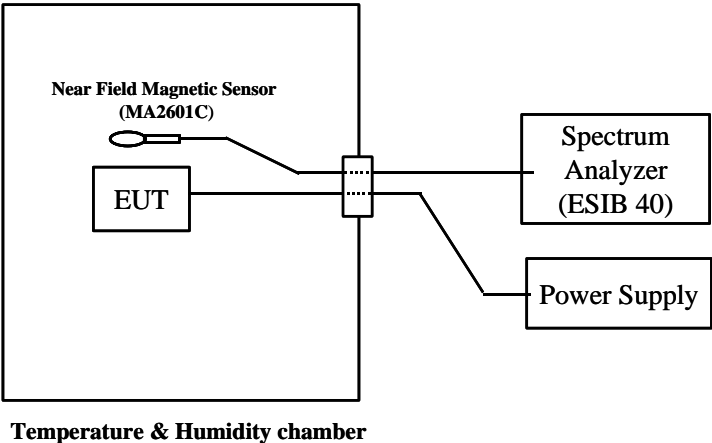 Near Field Magnetic Sensor
(MA2601C)
EUT
Spectrum
Analyzer
(ESIB 40)
Power Supply
Temperature & Humidity chamber